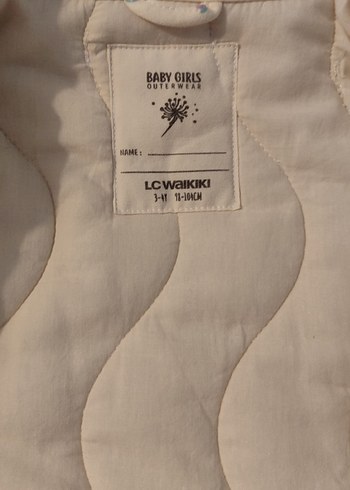 BABY GIRLS
OUTERWEAR
NAME:
LC WAIKIKI
3-4Y 98-104CM